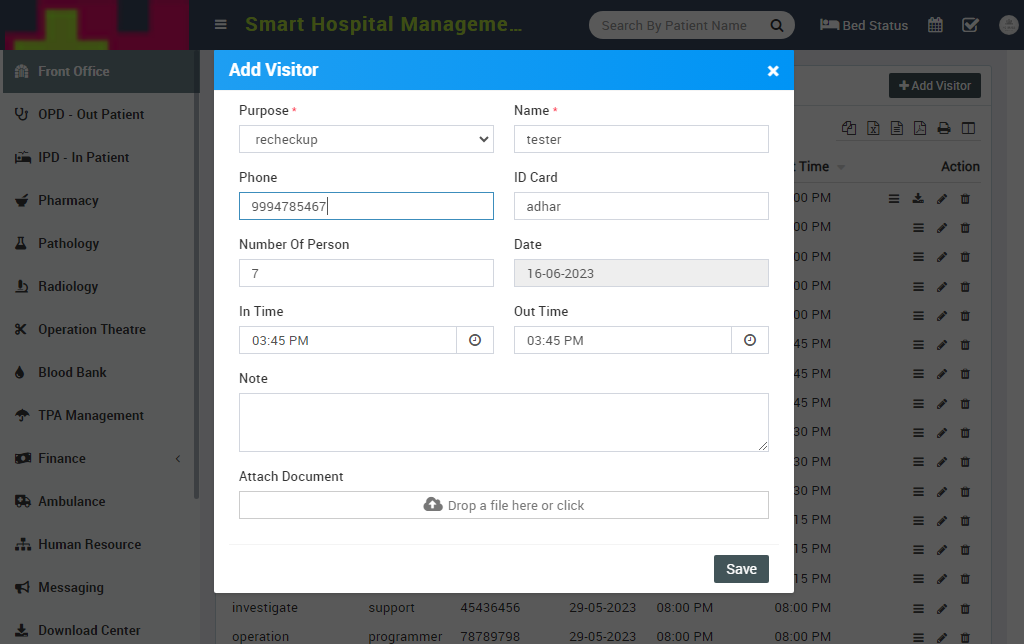 Smart Hospital Manageme...
Search By Patient Name
Bed Status
Front Office
OPD - Out Patient
IPD - In Patient
Pharmacy
Pathology
Radiology
Operation Theatre
Blood Bank
TPA Management
Finance
Ambulance
Human Resource
Messaging
Download Center
Add Visitor
Purpose *
recheckup
Name *
tester
Phone
9994785467
ID Card
adhar
Number Of Person
7
Date
16-06-2023
In Time
03:45 PM
Out Time
03:45 PM
Note
Attach Document
Drop a file here or click
Save
Add Visitor
Time
Action
00 PM
00 PM
00 PM
00 PM
00 PM
45 PM
45 PM
45 PM
30 PM
30 PM
30 PM
15 PM
15 PM
15 PM
investigate support 45436456 29-05-2023 08:00 PM 08:00 PM
operation programmer 78789798 29-05-2023 08:00 PM 08:00 PM